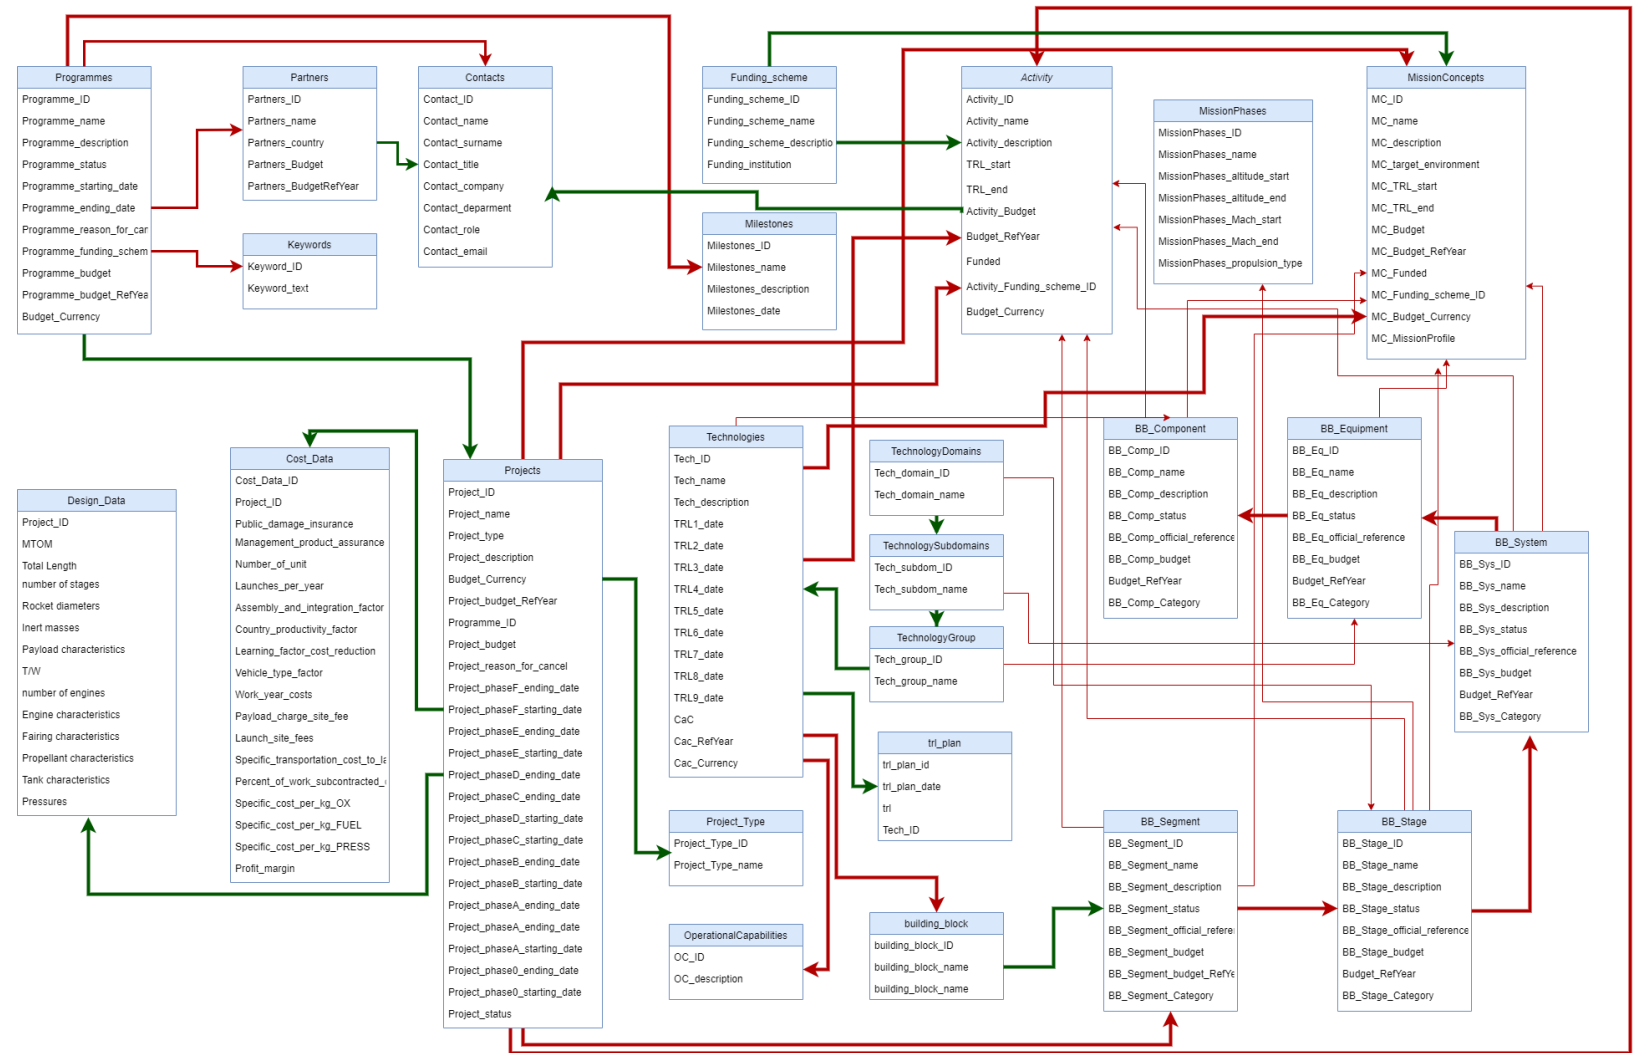 Programmes
Programme_ID
Programme_name
Programme_description
Programme_status
Programme_starting_date
Programme_ending_date
Programme_reason_for_car
Programme_funding_schem
Programme_budget
Programme_budget_RefYea
Budget_Currency
Partners
Partners_ID
Partners_name
Partners_country
Partners_Budget
Partners_BudgetRefYear
Keywords
Keyword_ID
Keyword_text
Contacts
Contact_ID
Contact_name
Contact_surname
Contact_title
Contact_company
Contact_deparment
Contact_role
Contact_email
Funding_scheme
Funding_scheme_ID
Funding_scheme_name
Funding_scheme_descriptio
Funding_institution
Milestones
Milestones_ID
Milestones_name
Milestones_description
Milestones_date
Activity
Activity_ID
Activity_name
Activity_description
TRL_start
TRL_end
Activity_Budget
Budget_RefYear
Funded
Activity_Funding_scheme_ID
Budget_Currency
MissionPhases
MissionPhases_ID
MissionPhases_name
MissionPhases_altitude_start
MissionPhases_altitude_end
MissionPhases_Mach_start
MissionPhases_Mach_end
MissionPhases_propulsion_type
MissionConcepts
MC_ID
MC_name
MC_description
MC_target_environment
MC_TRL_start
MC_TRL_end
MC_Budget
MC_Budget_RefYear
MC_Funded
MC_Funding_scheme_ID
MC_Budget_Currency
MC_MissionProfile
Design_Data
Project_ID
MTOM
Total Length
number of stages
Rocket diameters
Inert masses
Payload characteristics
T/W
number of engines
Engine characteristics
Fairing characteristics
Propellant characteristics
Tank characteristics
Pressures
Cost_Data
Cost_Data_ID
Project_ID
Public_damage_insurance
Management_product_assurance
Number_of_unit
Launches_per_year
Assembly_and_integration_factor
Country_productivity_factor
Learning_factor_cost_reduction
Vehicle_type_factor
Work_year_costs
Payload_charge_site_fee
Launch_site_fees
Specific_transportation_cost_to_la
Percent_of_work_subcontracted_
Specific_cost_per_kg_OX
Specific_cost_per_kg_FUEL
Specific_cost_per_kg_PRESS
Profit_margin
Projects
Project_ID
Project_name
Project_type
Project_description
Budget_Currency
Project_budget_RefYear
Programme_ID
Project_budget
Project_reason_for_cancel
Project_phaseF_ending_date
Project_phaseF_starting_date
Project_phaseE_ending_date
Project_phaseE_starting_date
Project_phaseD_ending_date
Project_phaseC_ending_date
Project_phaseD_starting_date
Project_phaseC_starting_date
Project_phaseB_ending_date
Project_phaseB_starting_date
Project_phaseA_ending_date
Project_phaseA_ending_date
Project_phaseA_starting_date
Project_phase0_ending_date
Project_phase0_starting_date
Project_status
Technologies
Tech_ID
Tech_name
Tech_description
TRL1_date
TRL2_date
TRL3_date
TRL4_date
TRL5_date
TRL6_date
TRL7_date
TRL8_date
TRL9_date
CaC
Cac_RefYear
Cac_Currency
Project_Type
Project_Type_ID
Project_Type_name
OperationalCapabilities
OC_ID
OC_description
TechnologyDomains
Tech_domain_ID
Tech_domain_name
TechnologySubdomains
Tech_subdom_ID
Tech_subdom_name
TechnologyGroup
Tech_group_ID
Tech_group_name
trl_plan
trl_plan_id
trl_plan_date
trl
Tech_ID
building_block
building_block_ID
building_block_name
building_block_name
BB_Component
BB_Comp_ID
BB_Comp_name
BB_Comp_description
BB_Comp_status
BB_Comp_official_reference
BB_Comp_budget
Budget_RefYear
BB_Comp_Category
BB_Equipment
BB_Eq_ID
BB_Eq_name
BB_Eq_description
BB_Eq_status
BB_Eq_official_reference
BB_Eq_budget
Budget_RefYear
BB_Eq_Category
BB_System
BB_Sys_ID
BB_Sys_name
BB_Sys_description
BB_Sys_status
BB_Sys_official_reference
BB_Sys_budget
Budget_RefYear
BB_Sys_Category
BB_Segment
BB_Segment_ID
BB_Segment_name
BB_Segment_description
BB_Segment_status
BB_Segment_official_referei
BB_Segment_budget
BB_Segment_budget_RefYe
BB_Segment_Category
BB_Stage
BB_Stage_ID
BB_Stage_name
BB_Stage_description
BB_Stage_status
BB_Stage_official_reference
BB_Stage_budget
Budget_RefYear
BB_Stage_Category